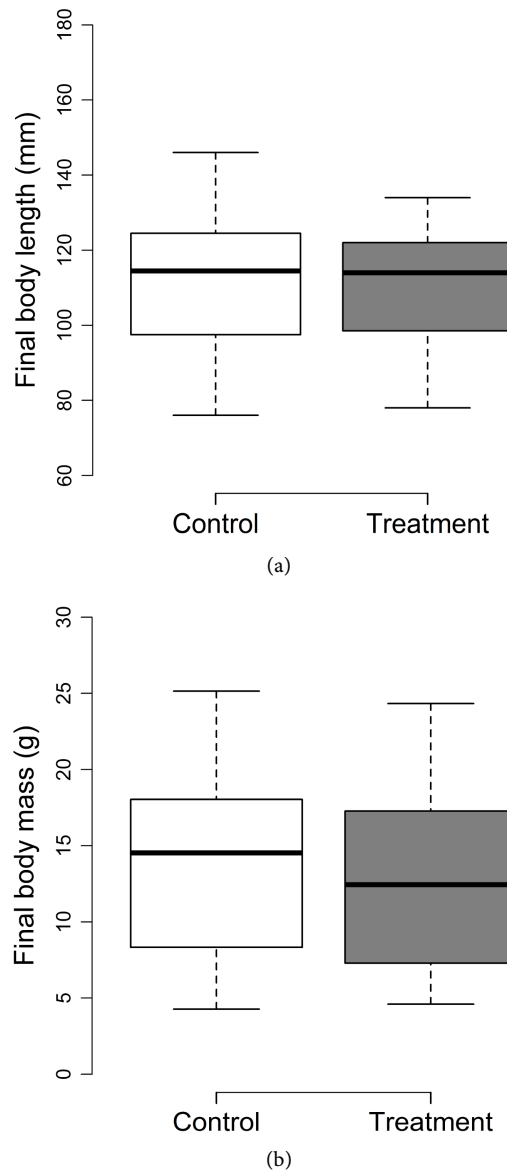 Final body length (mm)
180
160
140
120
100
80
60
Control Treatment
(a)
Final body mass (g)
30
25
20
15
10
5
0
Control Treatment
(b)